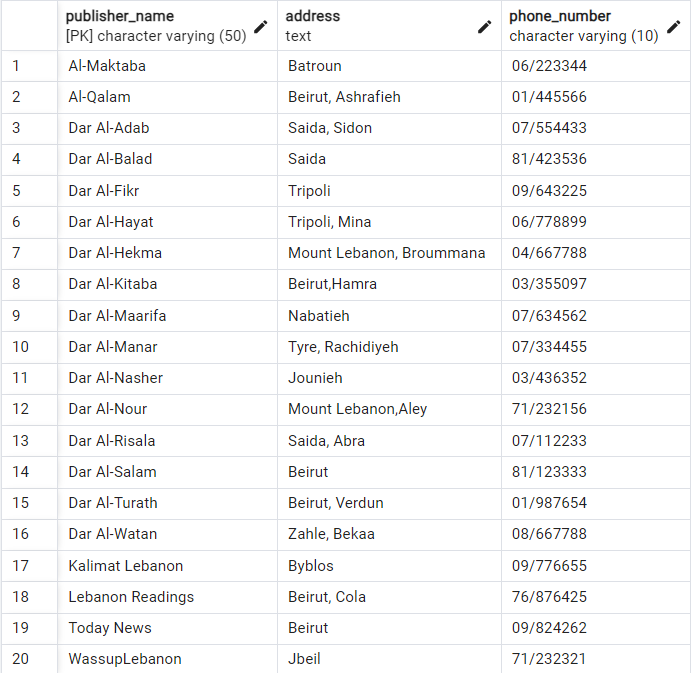 publisher_name address phone_number
[PK] character varying (50) text character varying (10)
1 Al-Maktaba Batroun 06/223344
2 Al-Qalam Beirut, Ashrafieh 01/445566
3 Dar Al-Adab Saida, Sidon 07/554433
4 Dar Al-Balad Saida 81/423536
5 Dar Al-Fikr Tripoli 09/643225
6 Dar Al-Hayat Tripoli, Mina 06/778899
7 Dar Al-Hekma Mount Lebanon, Broummana 04/667788
8 Dar Al-Kitaba Beirut,Hamra 03/355097
9 Dar Al-Maarifa Nabatieh 07/634562
10 Dar Al-Manar Tyre, Rachidiyeh 07/334455
11 Dar Al-Nasher Jounieh 03/436352
12 Dar Al-Nour Mount Lebanon,Aley 71/232156
13 Dar Al-Risala Saida, Abra 07/112233
14 Dar Al-Salam Beirut 81/123333
15 Dar Al-Turath Beirut, Verdun 01/987654
16 Dar Al-Watan Zahle, Bekaa 08/667788
17 Kalimat Lebanon Byblos 09/776655
18 Lebanon Readings Beirut, Cola 76/876425
19 Today News Beirut 09/824262
20 WassupLebanon Jbeil 71/232321